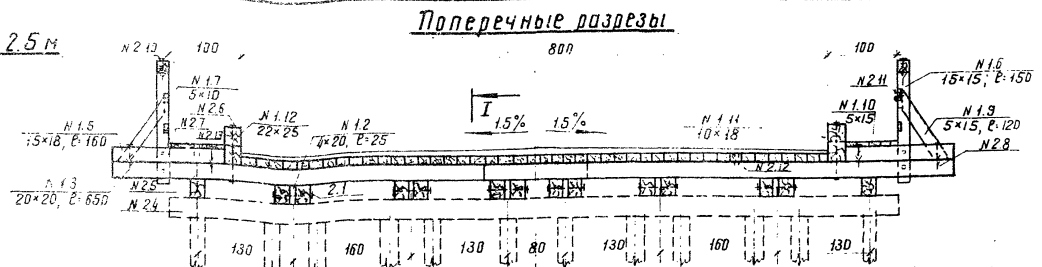 Поперечные разрезы
2.5 м
N 2.10
100
800
100
N 1.7
5×10
N 2.6
N 1.12
22×25
N 1.2
4×20, ℓ=25
I
1.5%
1.5%
N 1.11
10×18
N 2.11
N 1.10
5×15
N 1.6
15×15, ℓ=150
N 1.9
5×15, ℓ=120
N 2.8
N 1.5
15×18, ℓ=160
N 2.7
N 2.13
N 2.12
N 1.3
20×20, ℓ=650
N 2.5
N 2.4
2.1
130
160
130
80
130
160
130